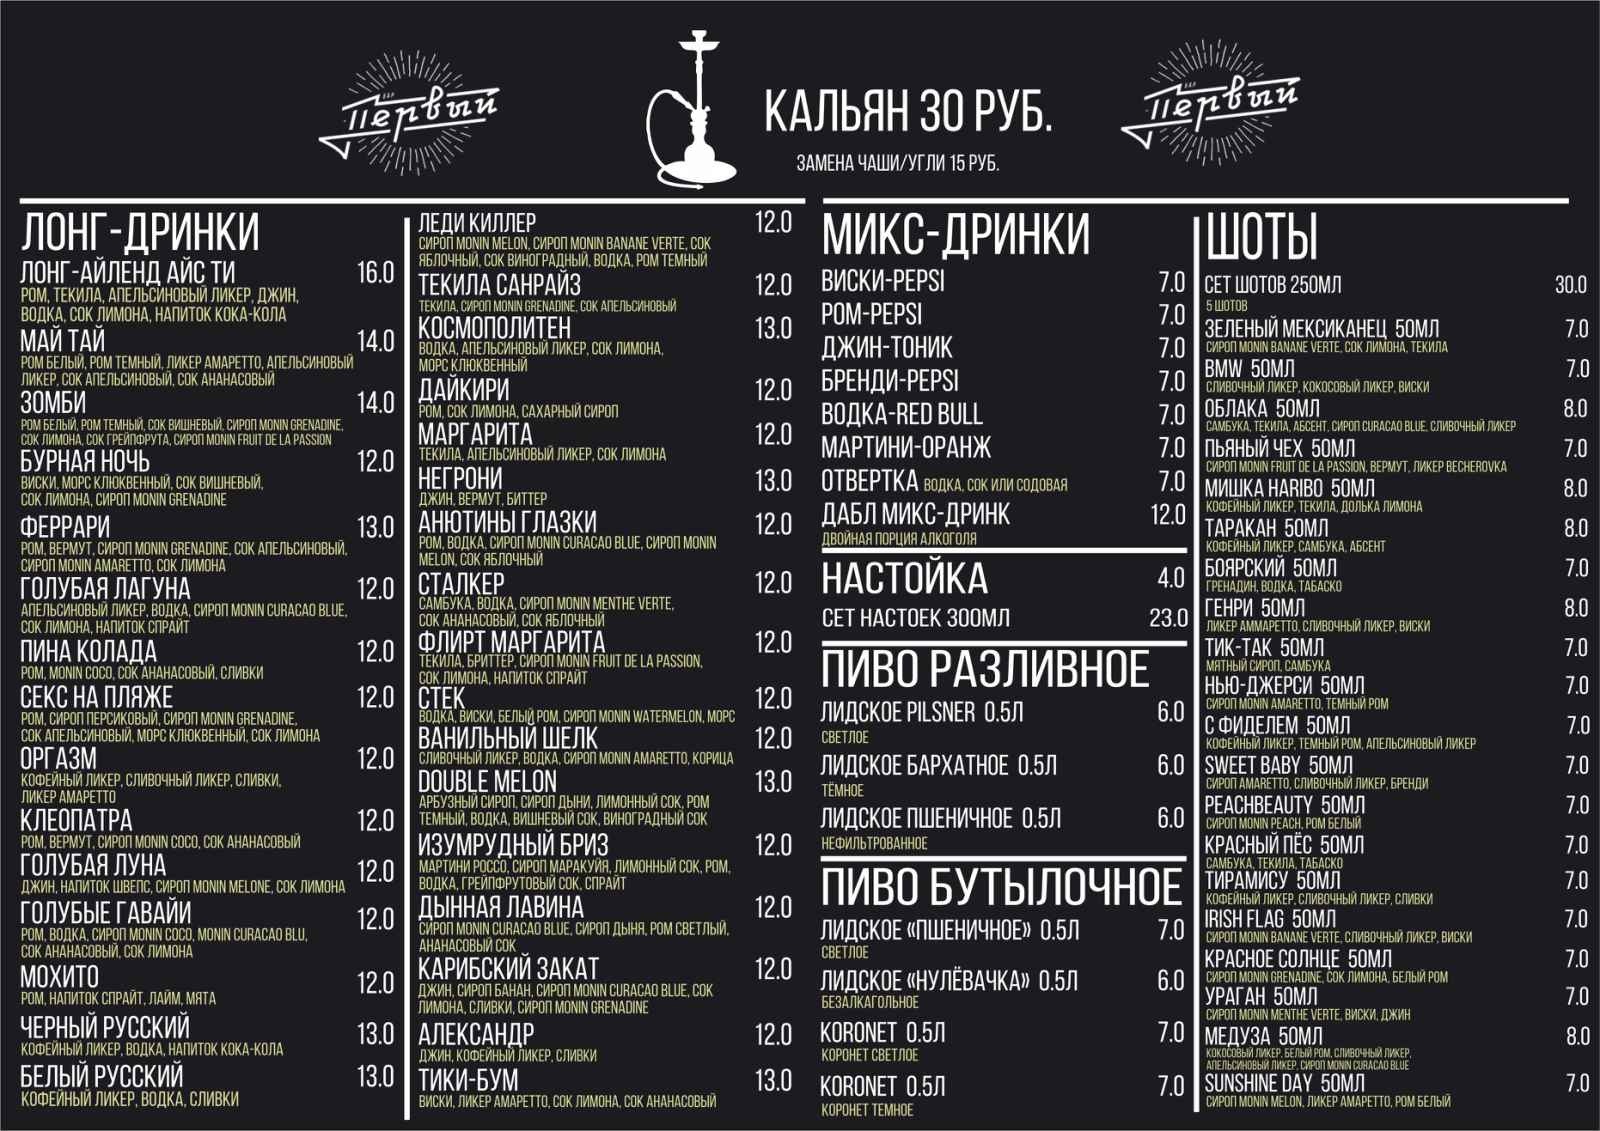 Первый
КАЛЬЯН 30 РУБ.
ЗАМЕНА ЧАШИ/УГЛИ 15 РУБ.
Первый
ЛОНГ-ДРИНКИ
ЛОНГ-АЙЛЕНД АЙС ТИ 16.0
РОМ, ТЕКИЛА, АПЕЛЬСИНОВЫЙ ЛИКЕР, ДЖИН,
ВОДКА, СОК ЛИМОНА, НАПИТОК КОКА-КОЛА
МАЙ ТАЙ 14.0
РОМ БЕЛЫЙ, РОМ ТЕМНЫЙ, ЛИКЕР АМАРЕТТО, АПЕЛЬСИНОВЫЙ
ЛИКЕР, СОК АПЕЛЬСИНОВЫЙ, СОК АНАНАСОВЫЙ
ЗОМБИ 14.0
РОМ БЕЛЫЙ, РОМ ТЕМНЫЙ, СОК ВИШНЕВЫЙ, СИРОП MONIN GRENADINE,
СОК ЛИМОНА, СОК ГРЕЙПФРУТА, СИРОП MONIN FRUIT DE LA PASSION
БУРНАЯ НОЧЬ 12.0
ВИСКИ, МОРС КЛЮКВЕННЫЙ, СОК ВИШНЕВЫЙ,
СОК ЛИМОНА, СИРОП MONIN GRENADINE
ФЕРРАРИ 13.0
РОМ, ВЕРМУТ, СИРОП MONIN GRENADINE, СОК АПЕЛЬСИНОВЫЙ,
СИРОП MONIN AMARETTO, СОК ЛИМОНА
ГОЛУБАЯ ЛАГУНА 12.0
АПЕЛЬСИНОВЫЙ ЛИКЕР, ВОДКА, СИРОП MONIN CURACAO BLUE,
СОК ЛИМОНА, НАПИТОК СПРАЙТ
ПИНА КОЛАДА 12.0
РОМ, MONIN COCO, СОК АНАНАСОВЫЙ, СЛИВКИ
СЕКС НА ПЛЯЖЕ 12.0
РОМ, СИРОП ПЕРСИКОВЫЙ, СИРОП MONIN GRENADINE,
СОК АПЕЛЬСИНОВЫЙ, МОРС КЛЮКВЕННЫЙ, СОК ЛИМОНА
ОРГАЗМ 12.0
КОФЕЙНЫЙ ЛИКЕР, СЛИВОЧНЫЙ ЛИКЕР, СЛИВКИ,
ЛИКЕР АМАРЕТТО
КЛЕОПАТРА 12.0
РОМ, ВЕРМУТ, СИРОП MONIN COCO, СОК АНАНАСОВЫЙ
ГОЛУБАЯ ЛУНА 12.0
ДЖИН, НАПИТОК ШВЕПС, СИРОП MONIN MELONE, СОК ЛИМОНА
ГОЛУБЫЕ ГАВАЙИ 12.0
РОМ, ВОДКА, СИРОП MONIN COCO, MONIN CURACAO BLU,
СОК АНАНАСОВЫЙ, СОК ЛИМОНА
МОХИТО 12.0
РОМ, НАПИТОК СПРАЙТ, ЛАЙМ, МЯТА
ЧЕРНЫЙ РУССКИЙ 13.0
КОФЕЙНЫЙ ЛИКЕР, ВОДКА, НАПИТОК КОКА-КОЛА
БЕЛЫЙ РУССКИЙ 13.0
КОФЕЙНЫЙ ЛИКЕР, ВОДКА, СЛИВКИ
ЛЕДИ КИЛЛЕР 12.0
СИРОП MONIN MELON, СИРОП MONIN BANANE VERTE, СОК
ЯБЛОЧНЫЙ, СОК ВИНОГРАДНЫЙ, ВОДКА, РОМ ТЕМНЫЙ
ТЕКИЛА САНРАЙЗ 12.0
ТЕКИЛА, СИРОП MONIN GRENADINE, СОК АПЕЛЬСИНОВЫЙ
КОСМОПОЛИТЕН 13.0
ВОДКА, АПЕЛЬСИНОВЫЙ ЛИКЕР, СОК ЛИМОНА,
МОРС КЛЮКВЕННЫЙ
ДАЙКИРИ 12.0
РОМ, СОК ЛИМОНА, САХАРНЫЙ СИРОП
МАРГАРИТА 12.0
ТЕКИЛА, АПЕЛЬСИНОВЫЙ ЛИКЕР, СОК ЛИМОНА
НЕГРОНИ 13.0
ДЖИН, ВЕРМУТ, БИТТЕР
АНЮТИНЫ ГЛАЗКИ 12.0
РОМ, ВОДКА, СИРОП MONIN CURACAO BLUE, СИРОП MONIN
MELON, СОК ЯБЛОЧНЫЙ
СТАЛКЕР 12.0
САМБУКА, ВОДКА, СИРОП MONIN MENTHE VERTE,
СОК АНАНАСОВЫЙ, СОК ЯБЛОЧНЫЙ
ФЛИРТ МАРГАРИТА 12.0
ТЕКИЛА, БРИТТЕР, СИРОП MONIN FRUIT DE LA PASSION,
СОК ЛИМОНА, НАПИТОК СПРАЙТ
СТЕК 12.0
ВОДКА, ВИСКИ, БЕЛЫЙ РОМ, СИРОП MONIN WATERMELON, МОРС
ВАНИЛЬНЫЙ ШЕЛК 12.0
СЛИВОЧНЫЙ ЛИКЕР, ВОДКА, СИРОП MONIN AMARETTO, КОРИЦА
DOUBLE MELON 13.0
АРБУЗНЫЙ СИРОП, СИРОП ДЫНИ, ЛИМОННЫЙ СОК, РОМ
ТЕМНЫЙ, ВОДКА, ВИШНЕВЫЙ СОК, ВИНОГРАДНЫЙ СОК
ИЗУМРУДНЫЙ БРИЗ 12.0
МАРТИНИ РОССО, СИРОП МАРАКУЙЯ, ЛИМОННЫЙ СОК, РОМ,
ВОДКА, ГРЕЙПФРУТОВЫЙ СОК, СПРАЙТ
ДЫННАЯ ЛАВИНА 12.0
СИРОП MONIN CURACAO BLUE, СИРОП ДЫНЯ, РОМ СВЕТЛЫЙ,
АНАНАСОВЫЙ СОК
КАРИБСКИЙ ЗАКАТ 12.0
ДЖИН, СИРОП БАНАН, СИРОП MONIN CURACAO BLUE, СОК
ЛИМОНА, СЛИВКИ, СИРОП MONIN GRENADINE
АЛЕКСАНДР 12.0
ДЖИН, КОФЕЙНЫЙ ЛИКЕР, СЛИВКИ
ТИКИ-БУМ 13.0
ВИСКИ, ЛИКЕР АМАРЕТТО, СОК ЛИМОНА, СОК АНАНАСОВЫЙ
МИКС-ДРИНКИ
ВИСКИ-PEPSI 7.0
РОМ-PEPSI 7.0
ДЖИН-ТОНИК 7.0
БРЕНДИ-PEPSI 7.0
ВОДКА-RED BULL 7.0
МАРТИНИ-ОРАНЖ 7.0
ОТВЕРТКА ВОДКА, СОК ИЛИ СОДОВАЯ 7.0
ДАБЛ МИКС-ДРИНК 12.0
ДВОЙНАЯ ПОРЦИЯ АЛКОГОЛЯ
НАСТОЙКА 4.0
СЕТ НАСТОЕК 300МЛ 23.0
ПИВО РАЗЛИВНОЕ
ЛИДСКОЕ PILSNER 0.5Л 6.0
СВЕТЛОЕ
ЛИДСКОЕ БАРХАТНОЕ 0.5Л 6.0
ТЁМНОЕ
ЛИДСКОЕ ПШЕНИЧНОЕ 0.5Л 6.0
НЕФИЛЬТРОВАННОЕ
ПИВО БУТЫЛОЧНОЕ
ЛИДСКОЕ «ПШЕНИЧНОЕ» 0.5Л 7.0
СВЕТЛОЕ
ЛИДСКОЕ «НУЛЁВАЧКА» 0.5Л 6.0
БЕЗАЛКАГОЛЬНОЕ
KORONET 0.5Л 7.0
КОРОНЕТ СВЕТЛОЕ
KORONET 0.5Л 7.0
КОРОНЕТ ТЕМНОЕ
ШОТЫ
СЕТ ШОТОВ 250МЛ 30.0
5 ШОТОВ
ЗЕЛЕНЫЙ МЕКСИКАНЕЦ 50МЛ 7.0
СИРОП MONIN BANANE VERTE, СОК ЛИМОНА, ТЕКИЛА
BMW 50МЛ 7.0
СЛИВОЧНЫЙ ЛИКЕР, КОКОСОВЫЙ ЛИКЕР, ВИСКИ
ОБЛАКА 50МЛ 8.0
САМБУКА, ТЕКИЛА, АБСЕНТ, СИРОП CURACAO BLUE, СЛИВОЧНЫЙ ЛИКЕР
ПЬЯНЫЙ ЧЕХ 50МЛ 7.0
СИРОП MONIN FRUIT DE LA PASSION, ВЕРМУТ, ЛИКЕР BECHEROVKA
МИШКА HARIBO 50МЛ 8.0
КОФЕЙНЫЙ ЛИКЕР, ТЕКИЛА, ДОЛЬКА ЛИМОНА
ТАРАКАН 50МЛ 8.0
КОФЕЙНЫЙ ЛИКЕР, САМБУКА, АБСЕНТ
БОЯРСКИЙ 50МЛ 7.0
ГРЕНАДИН, ВОДКА, ТАБАСКО
ГЕНРИ 50МЛ 8.0
ЛИКЕР АММАРЕТТО, СЛИВОЧНЫЙ ЛИКЕР, ВИСКИ
ТИК-ТАК 50МЛ 7.0
МЯТНЫЙ СИРОП, САМБУКА
НЬЮ-ДЖЕРСИ 50МЛ 7.0
СИРОП MONIN AMARETTO, ТЕМНЫЙ РОМ
С ФИДЕЛЕМ 50МЛ 7.0
КОФЕЙНЫЙ ЛИКЕР, ТЕМНЫЙ РОМ, АПЕЛЬСИНОВЫЙ ЛИКЕР
SWEET BABY 50МЛ 7.0
СИРОП AMARETTO, СЛИВОЧНЫЙ ЛИКЕР, БРЕНДИ
PEACHBEAUTY 50МЛ 7.0
СИРОП MONIN PEACH, РОМ БЕЛЫЙ
КРАСНЫЙ ПЁС 50МЛ 7.0
САМБУКА, ТЕКИЛА, ТАБАСКО
ТИРАМИСУ 50МЛ 7.0
КОФЕЙНЫЙ ЛИКЕР, СЛИВОЧНЫЙ ЛИКЕР, СЛИВКИ
IRISH FLAG 50МЛ 7.0
СИРОП MONIN BANANE VERTE, СЛИВОЧНЫЙ ЛИКЕР, ВИСКИ
КРАСНОЕ СОЛНЦЕ 50МЛ 7.0
СИРОП MONIN GRENADINE, СОК ЛИМОНА, БЕЛЫЙ РОМ
УРАГАН 50МЛ 7.0
СИРОП MONIN MENTHE VERTE, ВИСКИ, ДЖИН
МЕДУЗА 50МЛ 8.0
КОКОСОВЫЙ ЛИКЕР, БЕЛЫЙ РОМ, СЛИВОЧНЫЙ ЛИКЕР,
АПЕЛЬСИНОВЫЙ ЛИКЕР, СИРОП MONIN CURACAO BLUE
SUNSHINE DAY 50МЛ 7.0
СИРОП MONIN MELON, ЛИКЕР АМАРЕТТО, РОМ БЕЛЫЙ